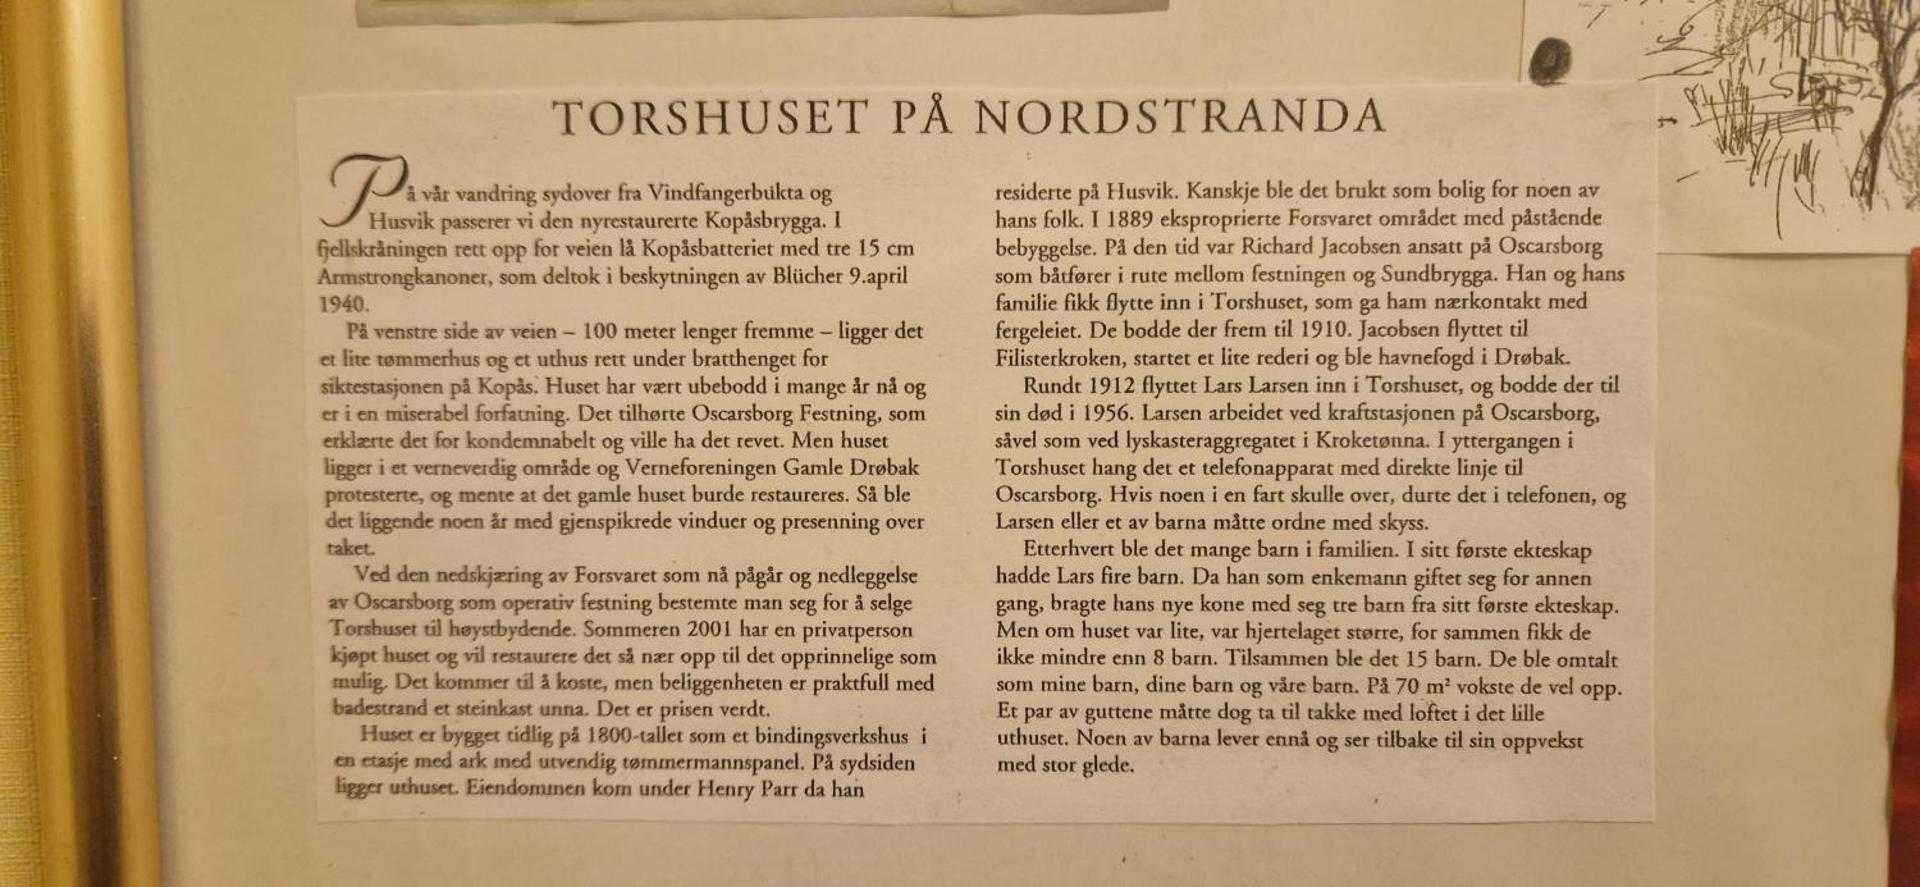 TORSHUSET PÅ NORDSTRANDA
På vår vandring sydover fra Vindfangerbukta og
Husvik passerer vi den nyrestaurerte Kopåsbrygga. I
fjellskråningen rett opp for veien lå Kopåsbatteriet med tre 15 cm
Armstrongkanoner, som deltok i beskytningen av Blücher 9.april
1940.
På venstre side av veien – 100 meter lenger fremme – ligger det
et lite tømmerhus og et uthus rett under bratthenget for
siktestasjonen på Kopås. Huset har vært ubebodd i mange år nå og
er i en miserabel forfatning. Det tilhørte Oscarsborg Festning, som
erklærte det for kondemnabelt og ville ha det revet. Men huset
ligger i et verneverdig område og Verneforeningen Gamle Drøbak
protesterte, og mente at det gamle huset burde restaureres. Så ble
det liggende noen år med gjenspikrede vinduer og presenning over
taket.
Ved den nedskjæring av Forsvaret som nå pågår og nedleggelse
av Oscarsborg som operativ festning bestemte man seg for å selge
Torshuset til høystbydende. Sommeren 2001 har en privatperson
kjøpt huset og vil restaurere det så nær opp til det opprinnelige som
mulig. Det kommer til å koste, men beliggenheten er praktfull med
badestrand et steinkast unna. Det er prisen verdt.
Huset er bygget tidlig på 1800-tallet som et bindingsverkshus i
en etasje med ark med utvendig tømmermannspanel. På sydsiden
ligger uthuset. Eiendommen kom under Henry Parr da han
residerte på Husvik. Kanskje ble det brukt som bolig for noen av
hans folk. I 1889 eksproprierte Forsvaret området med påstående
bebyggelse. På den tid var Richard Jacobsen ansatt på Oscarsborg
som båtfører i rute mellom festningen og Sundbrygga. Han og hans
familie fikk flytte inn i Torshuset, som ga ham nærkontakt med
fergeleiet. De bodde der frem til 1910. Jacobsen flyttet til
Filisterkroken, startet et lite rederi og ble havnefogd i Drøbak.
Rundt 1912 flyttet Lars Larsen inn i Torshuset, og bodde der til
sin død i 1956. Larsen arbeidet ved kraftstasjonen på Oscarsborg,
såvel som ved lyskasteraggregatet i Kroketønna. I yttergangen i
Torshuset hang det et telefonapparat med direkte linje til
Oscarsborg. Hvis noen i en fart skulle over, durte det i telefonen, og
Larsen eller et av barna måtte ordne med skyss.
Etterhvert ble det mange barn i familien. I sitt første ekteskap
hadde Lars fire barn. Da han som enkemann giftet seg for annen
gang, bragte hans nye kone med seg tre barn fra sitt første ekteskap.
Men om huset var lite, var hjertelaget større, for sammen fikk de
ikke mindre enn 8 barn. Tilsammen ble det 15 barn. De ble omtalt
som mine barn, dine barn og våre barn. På 70 m² vokste de vel opp.
Et par av guttene måtte dog ta til takke med loftet i det lille
uthuset. Noen av barna lever ennå og ser tilbake til sin oppvekst
med stor glede.